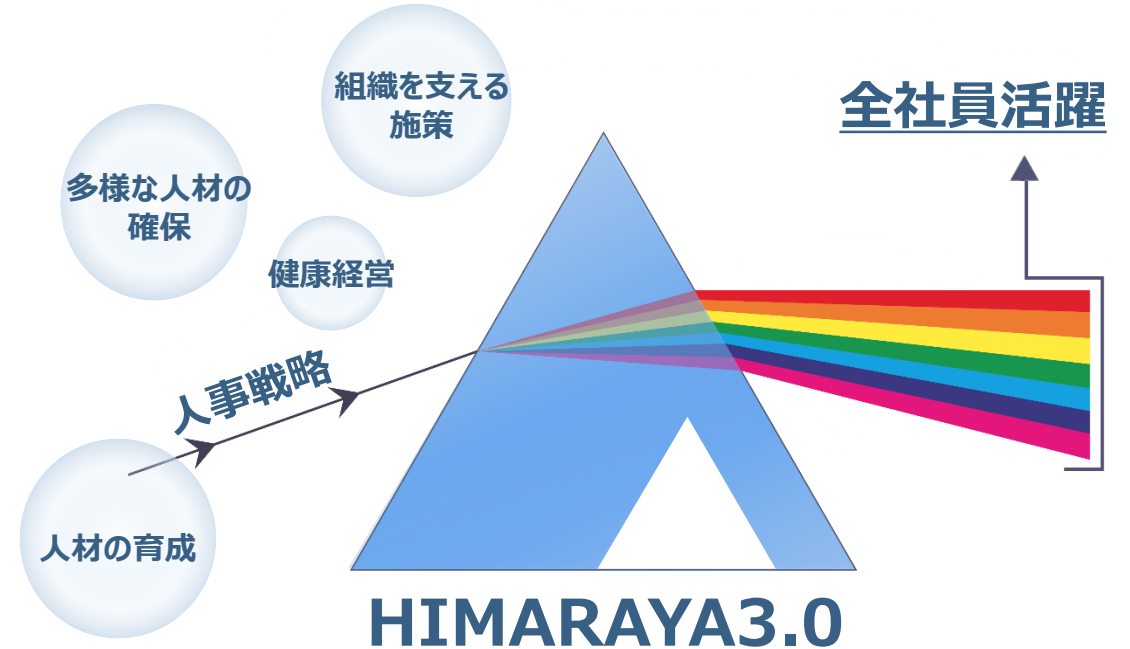 組織を支える
施策
全社員活躍
多様な人材の
確保
健康経営
人事戦略
人材の育成
HIMARAYA3.0